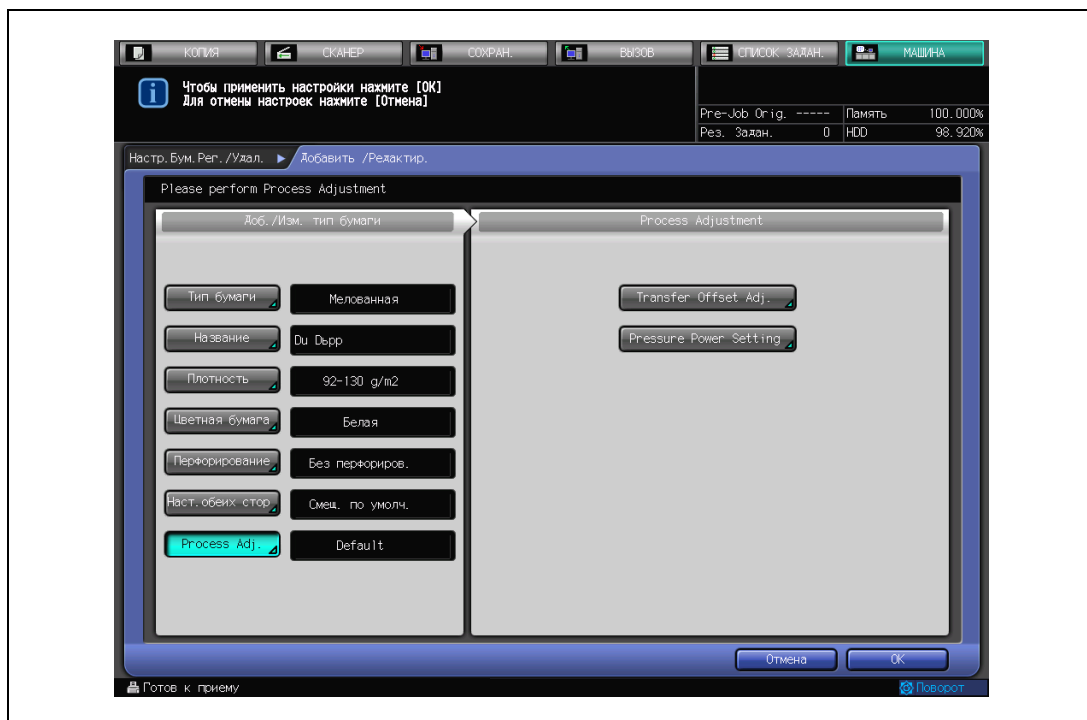 КОПИЯ СКАНЕР СОХРАН. ВЫЗОВ СПИСОК ЗАДАН. МАШИНА
Чтобы применить настройки нажмите [OK]
Для отмены настроек нажмите [Отмена]
Pre-Job Orig. ----- Память 100.000%
Рез. Задан. 0 HDD 98.920%
Настр.Бум.Рег./Удал. Добавить /Редактир.
Please perform Process Adjustment
Доб./Изм. тип бумаги Process Adjustment
Тип бумаги Мелованная
Transfer Offset Adj.
Название Du Dьpp
Pressure Power Setting
Плотность 92-130 g/m2
Цветная бумага Белая
Перфорирование Без перфориров.
Наст.обеих стор Смещ. по умолч.
Process Adj. Default
Отмена OK
Готов к приему Поворот